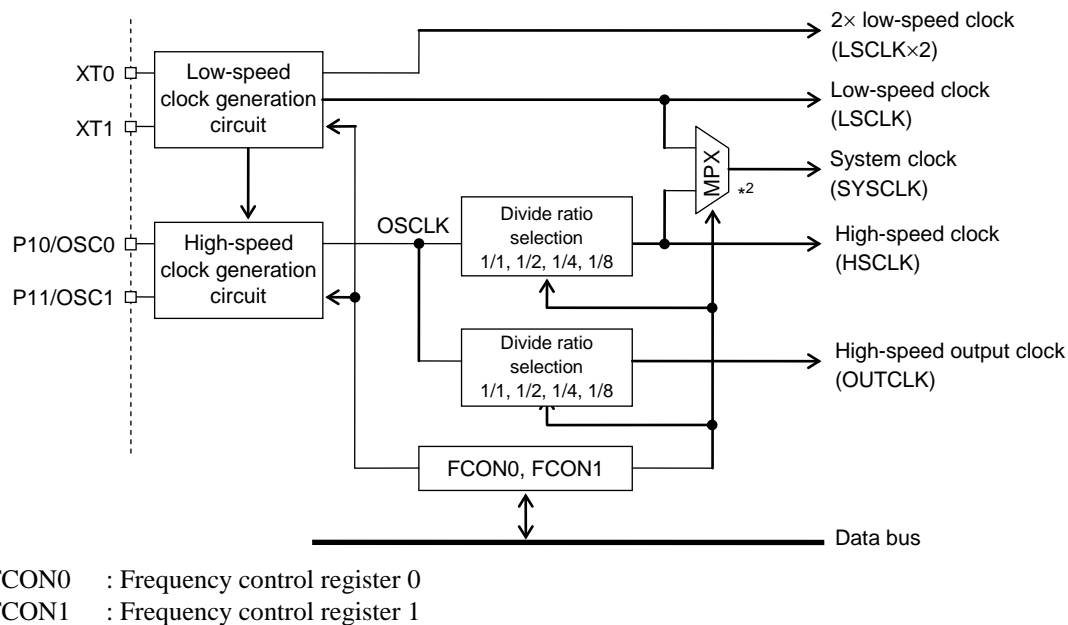 2× low-speed clock
(LSCLK×2)
XT0
Low-speed
clock generation
circuit
Low-speed clock
(LSCLK)
XT1
MPX
*2
System clock
(SYSCLK)
P10/OSC0
High-speed
clock generation
circuit
OSCLK
Divide ratio
selection
1/1, 1/2, 1/4, 1/8
High-speed clock
(HSCLK)
P11/OSC1
Divide ratio
selection
1/1, 1/2, 1/4, 1/8
High-speed output clock
(OUTCLK)
FCON0, FCON1
Data bus
FCON0 : Frequency control register 0
FCON1 : Frequency control register 1